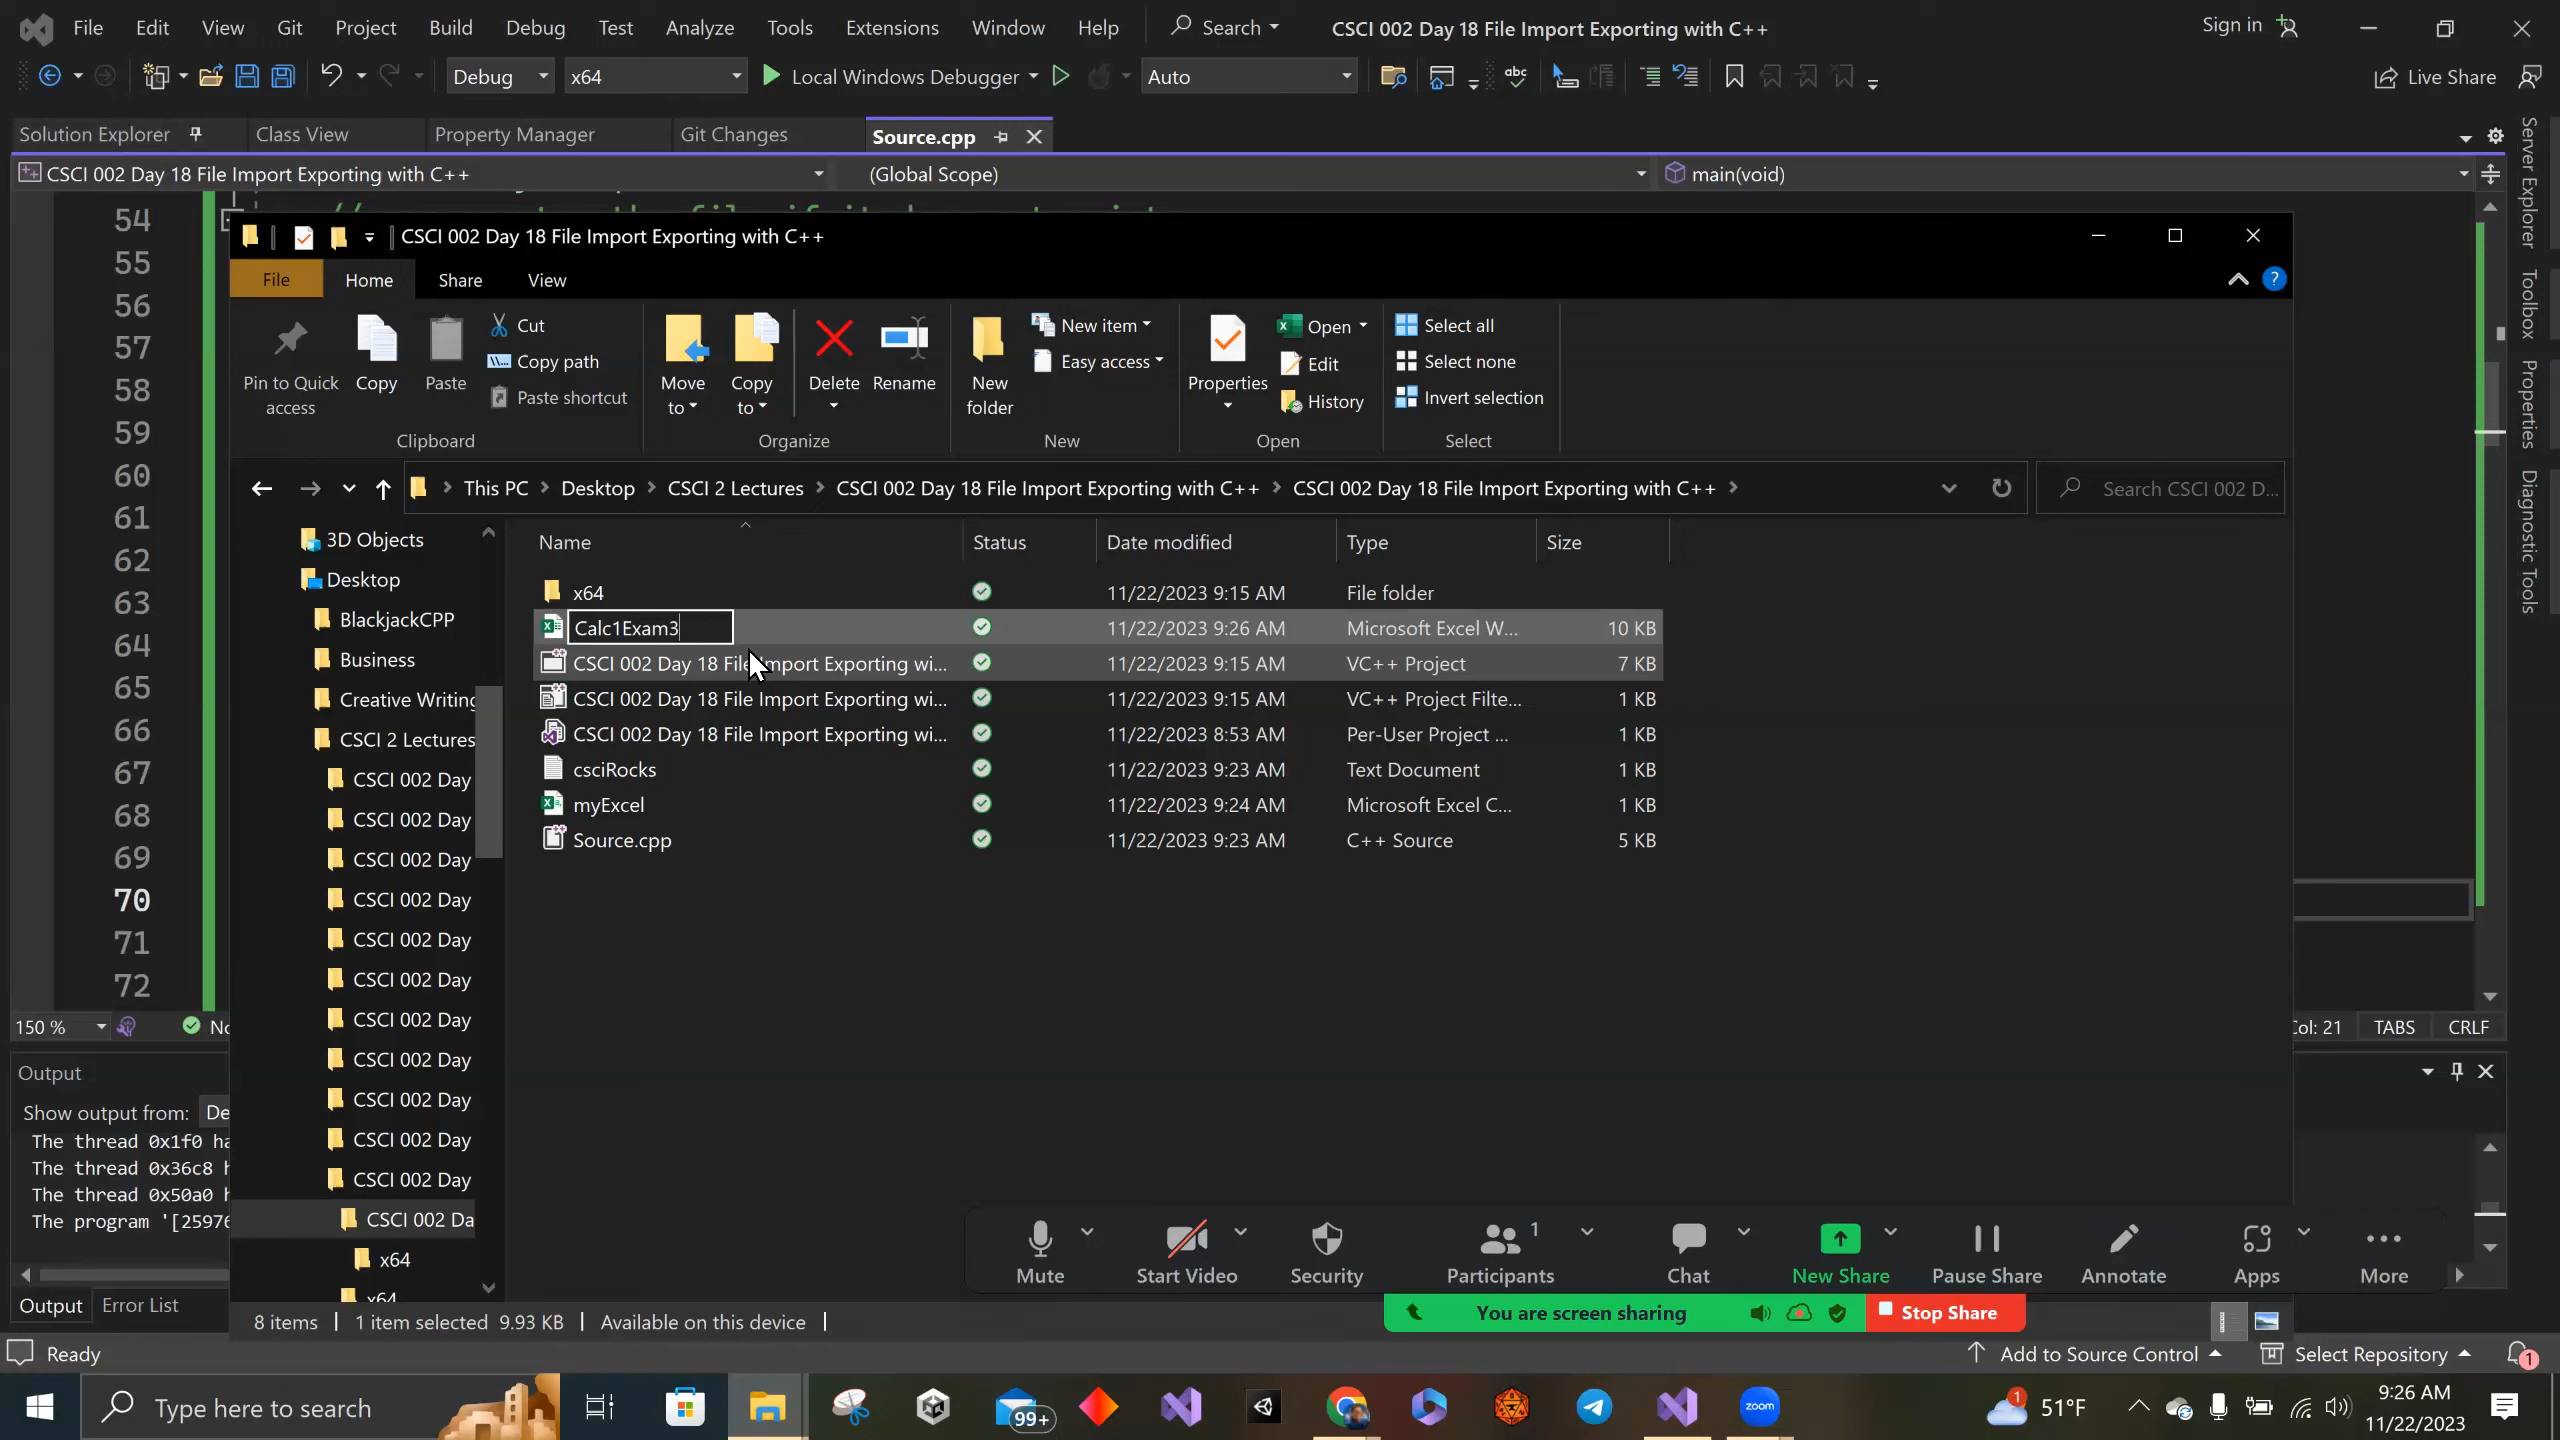 File Edit View Git Project Build Debug Test Analyze Tools Extensions Window Help Search CSCI 002 Day 18 File Import Exporting with C++ Sign in
Debug x64 Local Windows Debugger Auto Live Share
Solution Explorer Class View Property Manager Git Changes Source.cpp
CSCI 002 Day 18 File Import Exporting with C++ (Global Scope) main(void)
54
55
56
57
58
59
60
61
62
63
64
65
66
67
68
69
70
71
72
Server Explorer
Toolbox
Properties
Diagnostic Tools
CSCI 002 Day 18 File Import Exporting with C++
File Home Share View
Pin to Quick access Copy Paste Cut Copy path Paste shortcut
Move to Copy to Delete Rename
New folder New item Easy access
Properties Open Edit History
Select all Select none Invert selection
Clipboard Organize New Open Select
This PC Desktop CSCI 2 Lectures CSCI 002 Day 18 File Import Exporting with C++ CSCI 002 Day 18 File Import Exporting with C++ Search CSCI 002 D...
3D Objects
Desktop
BlackjackCPP
Business
Creative Writing
CSCI 2 Lectures
CSCI 002 Day
CSCI 002 Day
CSCI 002 Day
CSCI 002 Day
CSCI 002 Day
CSCI 002 Day
CSCI 002 Day
CSCI 002 Day
CSCI 002 Day
CSCI 002 Day
CSCI 002 Day
CSCI 002 Da
x64
x64
Name Status Date modified Type Size
x64 11/22/2023 9:15 AM File folder
Calc1Exam3 11/22/2023 9:26 AM Microsoft Excel W... 10 KB
CSCI 002 Day 18 File Import Exporting wi... 11/22/2023 9:15 AM VC++ Project 7 KB
CSCI 002 Day 18 File Import Exporting wi... 11/22/2023 9:15 AM VC++ Project Filte... 1 KB
CSCI 002 Day 18 File Import Exporting wi... 11/22/2023 8:53 AM Per-User Project ... 1 KB
csciRocks 11/22/2023 9:23 AM Text Document 1 KB
myExcel 11/22/2023 9:24 AM Microsoft Excel C... 1 KB
Source.cpp 11/22/2023 9:23 AM C++ Source 5 KB
8 items 1 item selected 9.93 KB Available on this device
150 % No Col: 21 TABS CRLF
Output
Show output from: De
The thread 0x1f0 ha
The thread 0x36c8 h
The thread 0x50a0 h
The program '[25976
Output Error List
Mute Start Video Security Participants 1 Chat New Share Pause Share Annotate Apps More
You are screen sharing Stop Share
Ready Add to Source Control Select Repository 1
Type here to search 99+ zoom 1 51°F 9:26 AM
11/22/2023